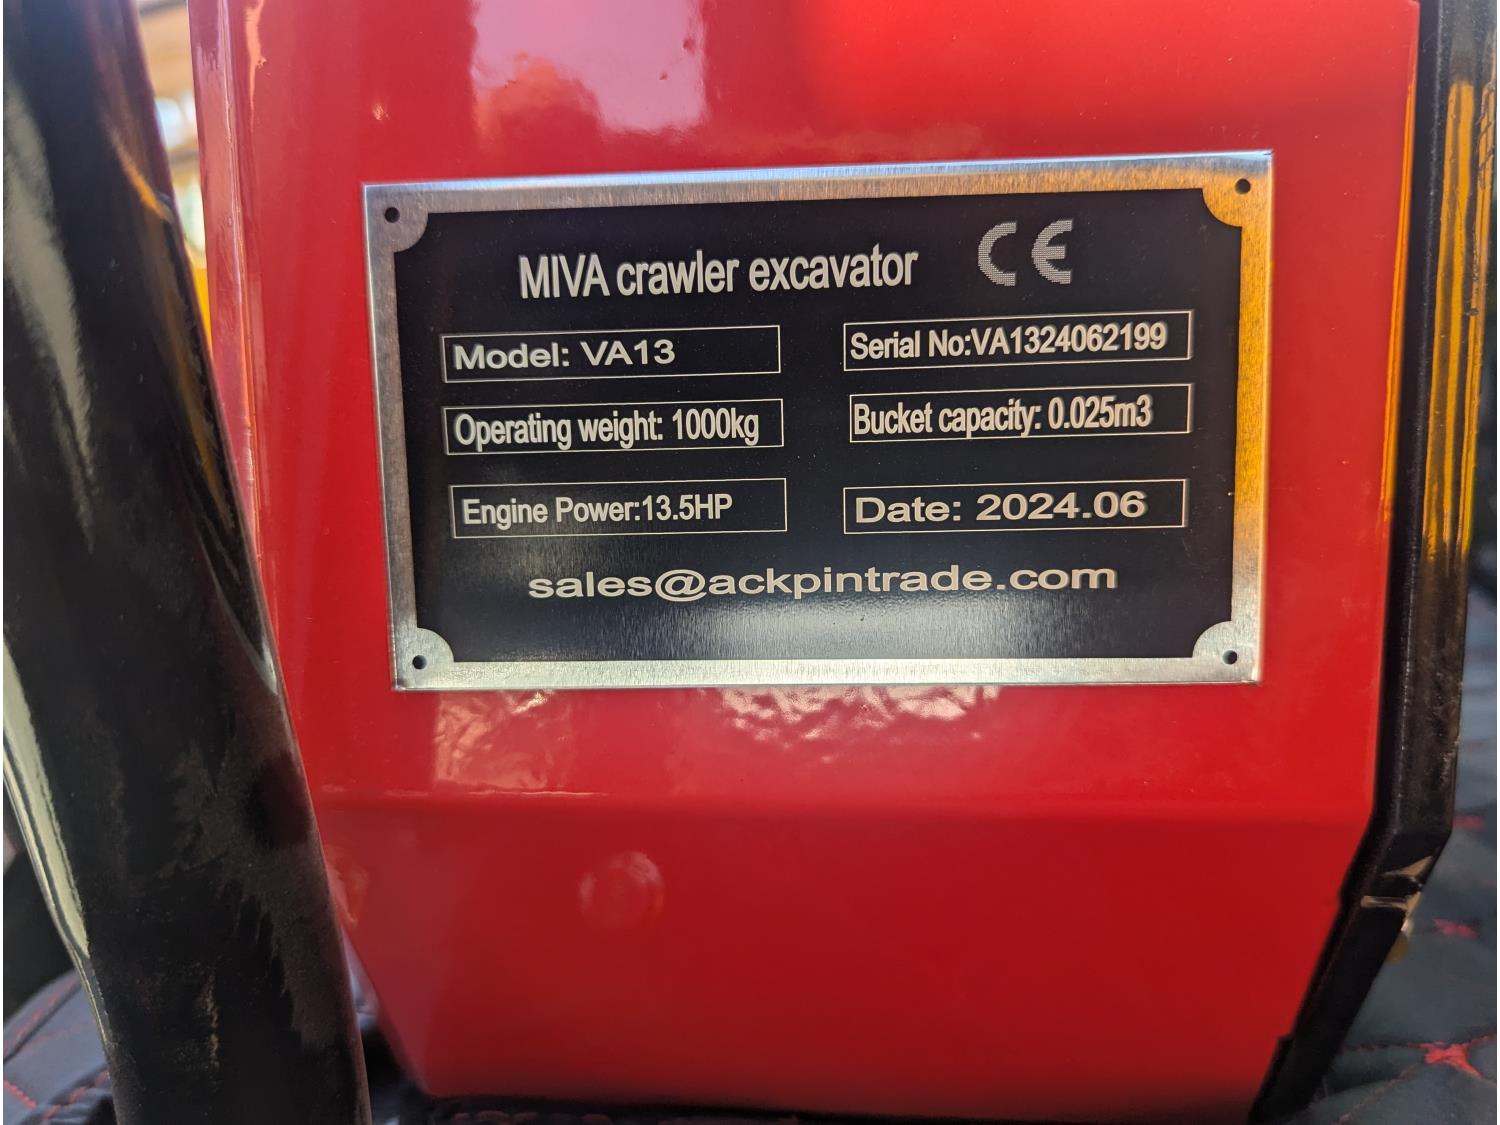 MIVA crawler excavator CE
Model: VA13
Serial No:VA1324062199
Operating weight: 1000kg
Bucket capacity: 0.025m3
Engine Power:13.5HP
Date: 2024.06
sales@ackpintrade.com